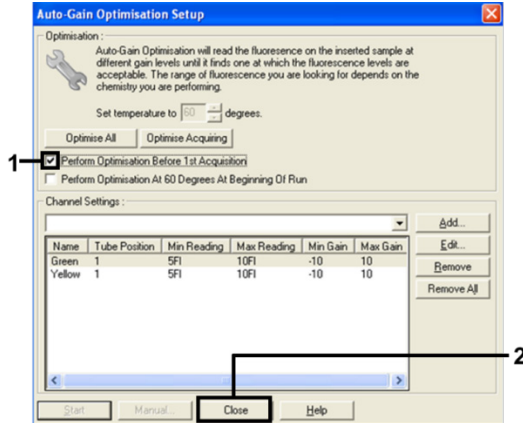 Auto-Gain Optimisation Setup
Optimisation :
Auto-Gain Optimisation will read the fluoresence on the inserted sample at
different gain levels until it finds one at which the fluorescence levels are
acceptable. The range of fluorescence you are looking for depends on the
chemistry you are performing.
Set temperature to 60 degrees.
Optimise All Optimise Acquiring
1
Perform Optimisation Before 1st Acquisition
Perform Optimisation At 60 Degrees At Beginning Of Run
Channel Settings :
Add...
Name Tube Position Min Reading Max Reading Min Gain Max Gain Edit...
Green 1 5Fl 10Fl -10 10
Yellow 1 5Fl 10Fl -10 10
Remove
Remove All
2
Start Manual... Close Help